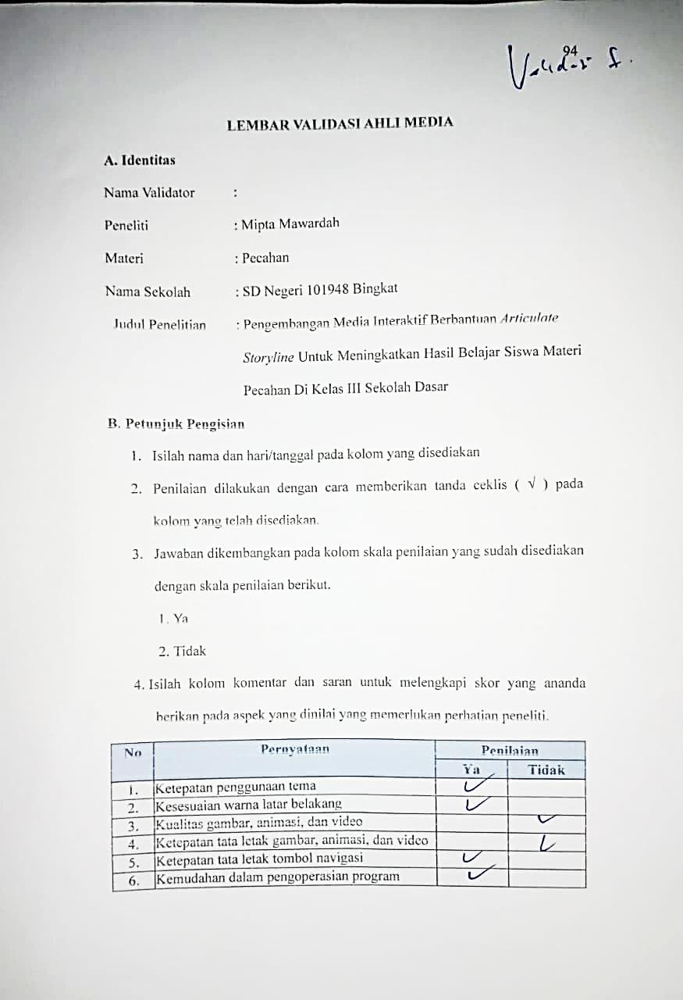 94
LEMBAR VALIDASI AHLI MEDIA
A. Identitas
Nama Validator :
Peneliti : Mipta Mawardah
Materi : Pecahan
Nama Sekolah : SD Negeri 101948 Bingkat
Judul Penelitian : Pengembangan Media Interaktif Berbantuan Articulate
Storyline Untuk Meningkatkan Hasil Belajar Siswa Materi
Pecahan Di Kelas III Sekolah Dasar
B. Petunjuk Pengisian
1. Isilah nama dan hari/tanggal pada kolom yang disediakan
2. Penilaian dilakukan dengan cara memberikan tanda ceklis ( √ ) pada
kolom yang telah disediakan.
3. Jawaban dikembangkan pada kolom skala penilaian yang sudah disediakan
dengan skala penilaian berikut.
1. Ya
2. Tidak
4. Isilah kolom komentar dan saran untuk melengkapi skor yang ananda
berikan pada aspek yang dinilai yang memerlukan perhatian peneliti.
No Pernyataan Penilaian
Ya Tidak
1. Ketepatan penggunaan tema ✓
2. Kesesuaian warna latar belakang ✓
3. Kualitas gambar, animasi, dan video ✓
4. Ketepatan tata letak gambar, animasi, dan video ✓
5. Ketepatan tata letak tombol navigasi ✓
6. Kemudahan dalam pengoperasian program ✓